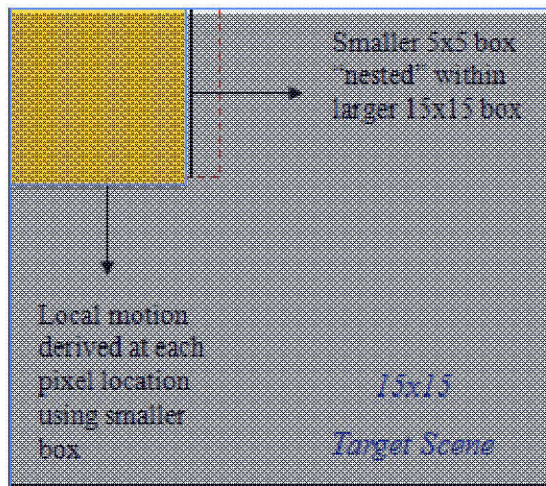 Smaller 5x5 box
“nested” within
larger 15x15 box
Local motion
derived at each
pixel location
using smaller
box
15x15
Target Scene